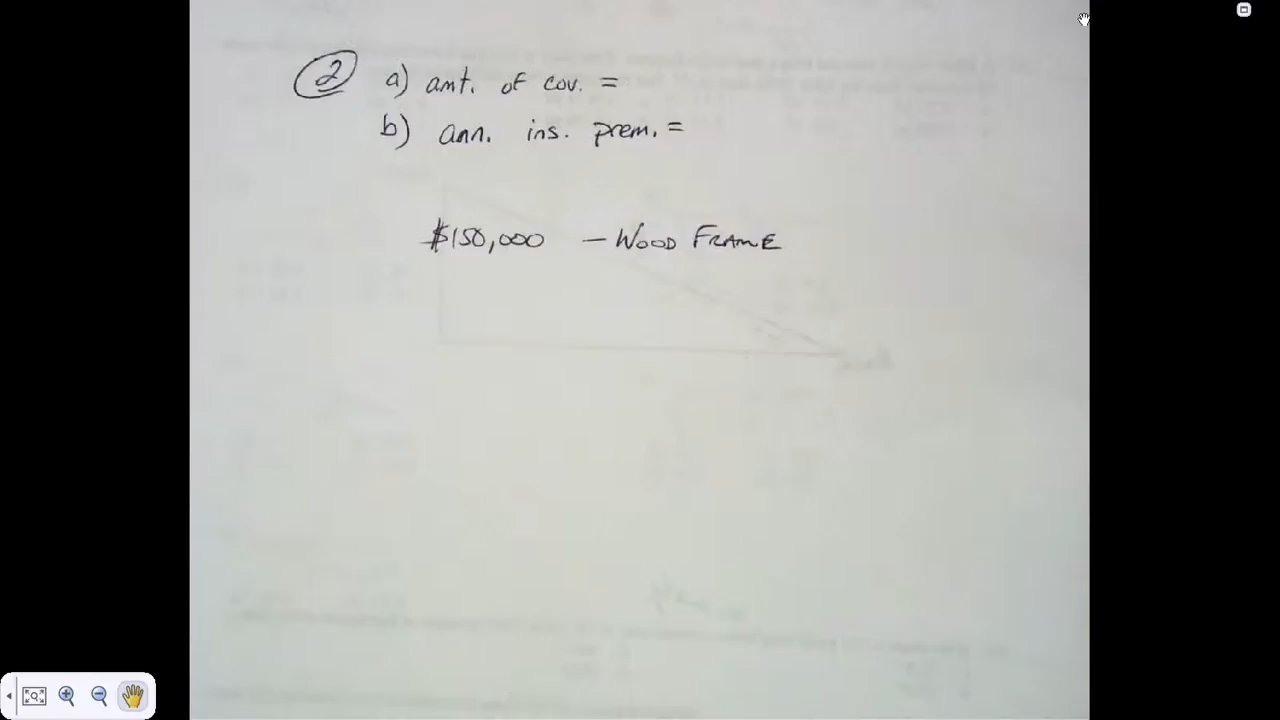 2 a) amt. of cov. =
b) ann. ins. prem. =
$150,000 — WOOD FRAME